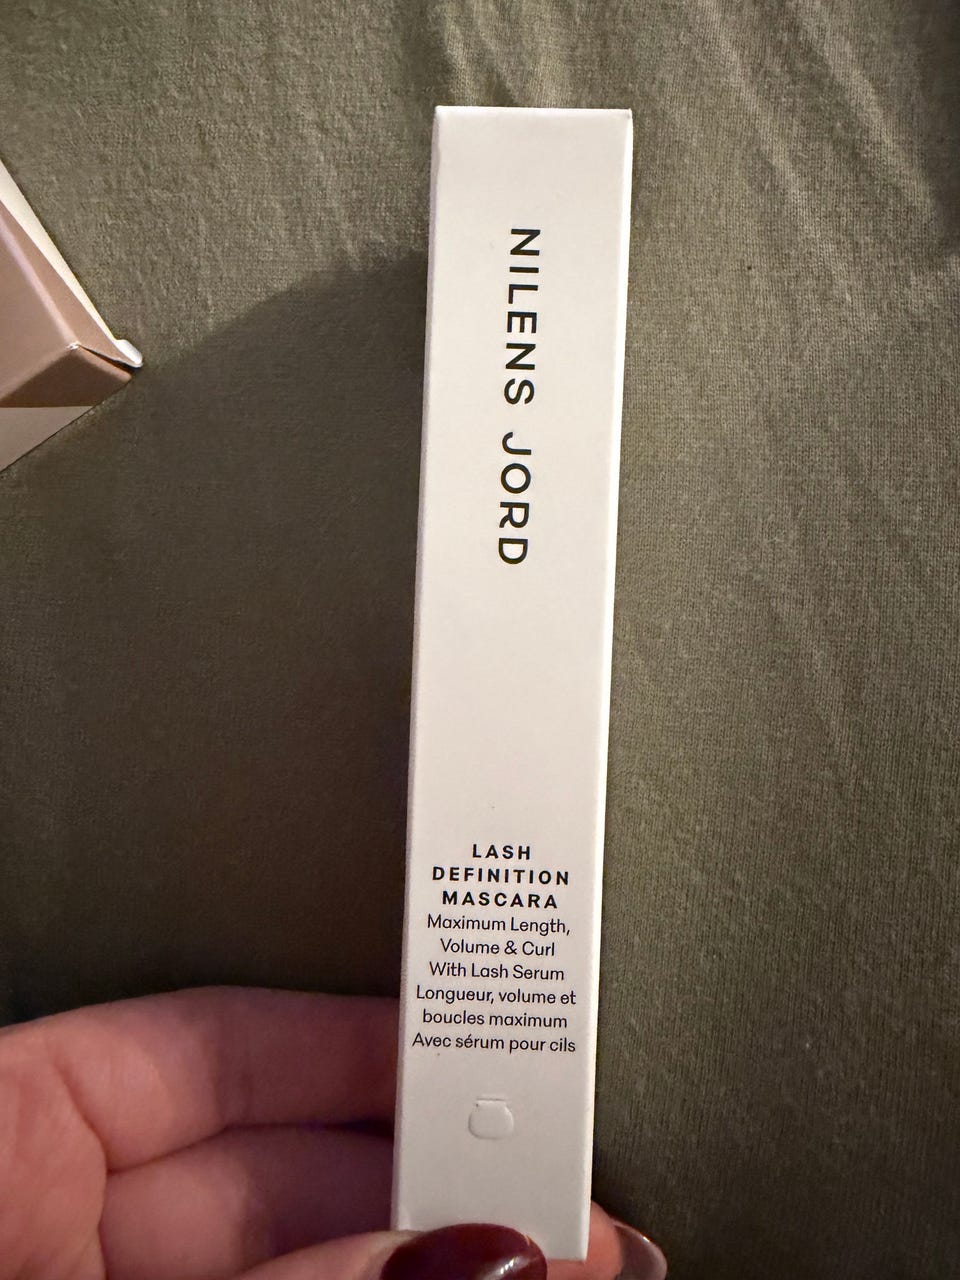 NILENS JORD
LASH
DEFINITION
MASCARA
Maximum Length,
Volume & Curl
With Lash Serum
Longueur, volume et
boucles maximum
Avec sérum pour cils